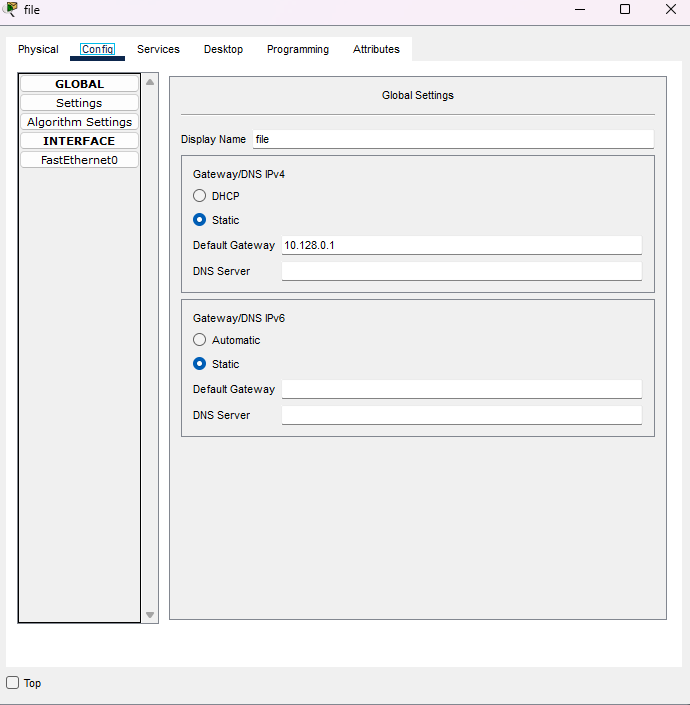 file
Physical Config Services Desktop Programming Attributes
GLOBAL
Settings
Algorithm Settings
INTERFACE
FastEthernet0
Global Settings
Display Name file
Gateway/DNS IPv4
DHCP
Static
Default Gateway 10.128.0.1
DNS Server
Gateway/DNS IPv6
Automatic
Static
Default Gateway
DNS Server
Top